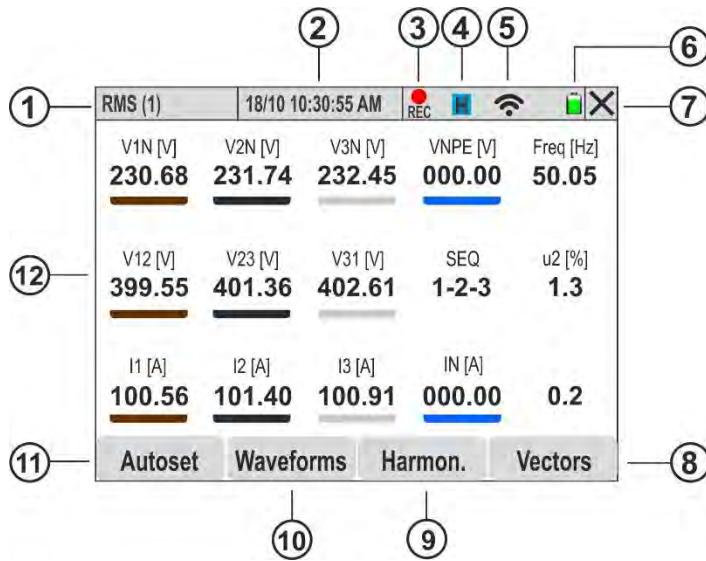 2 3 4 5 6
1 RMS (1) 18/10 10:30:55 AM REC H 7
V1N [V] V2N [V] V3N [V] VNPE [V] Freq [Hz]
230.68 231.74 232.45 000.00 50.05
V12 [V] V23 [V] V31 [V] SEQ u2 [%]
12 399.55 401.36 402.61 1-2-3 1.3
I1 [A] I2 [A] I3 [A] IN [A]
100.56 101.40 100.91 000.00 0.2
11 Autoset Waveforms Harmon. Vectors 8
10 9